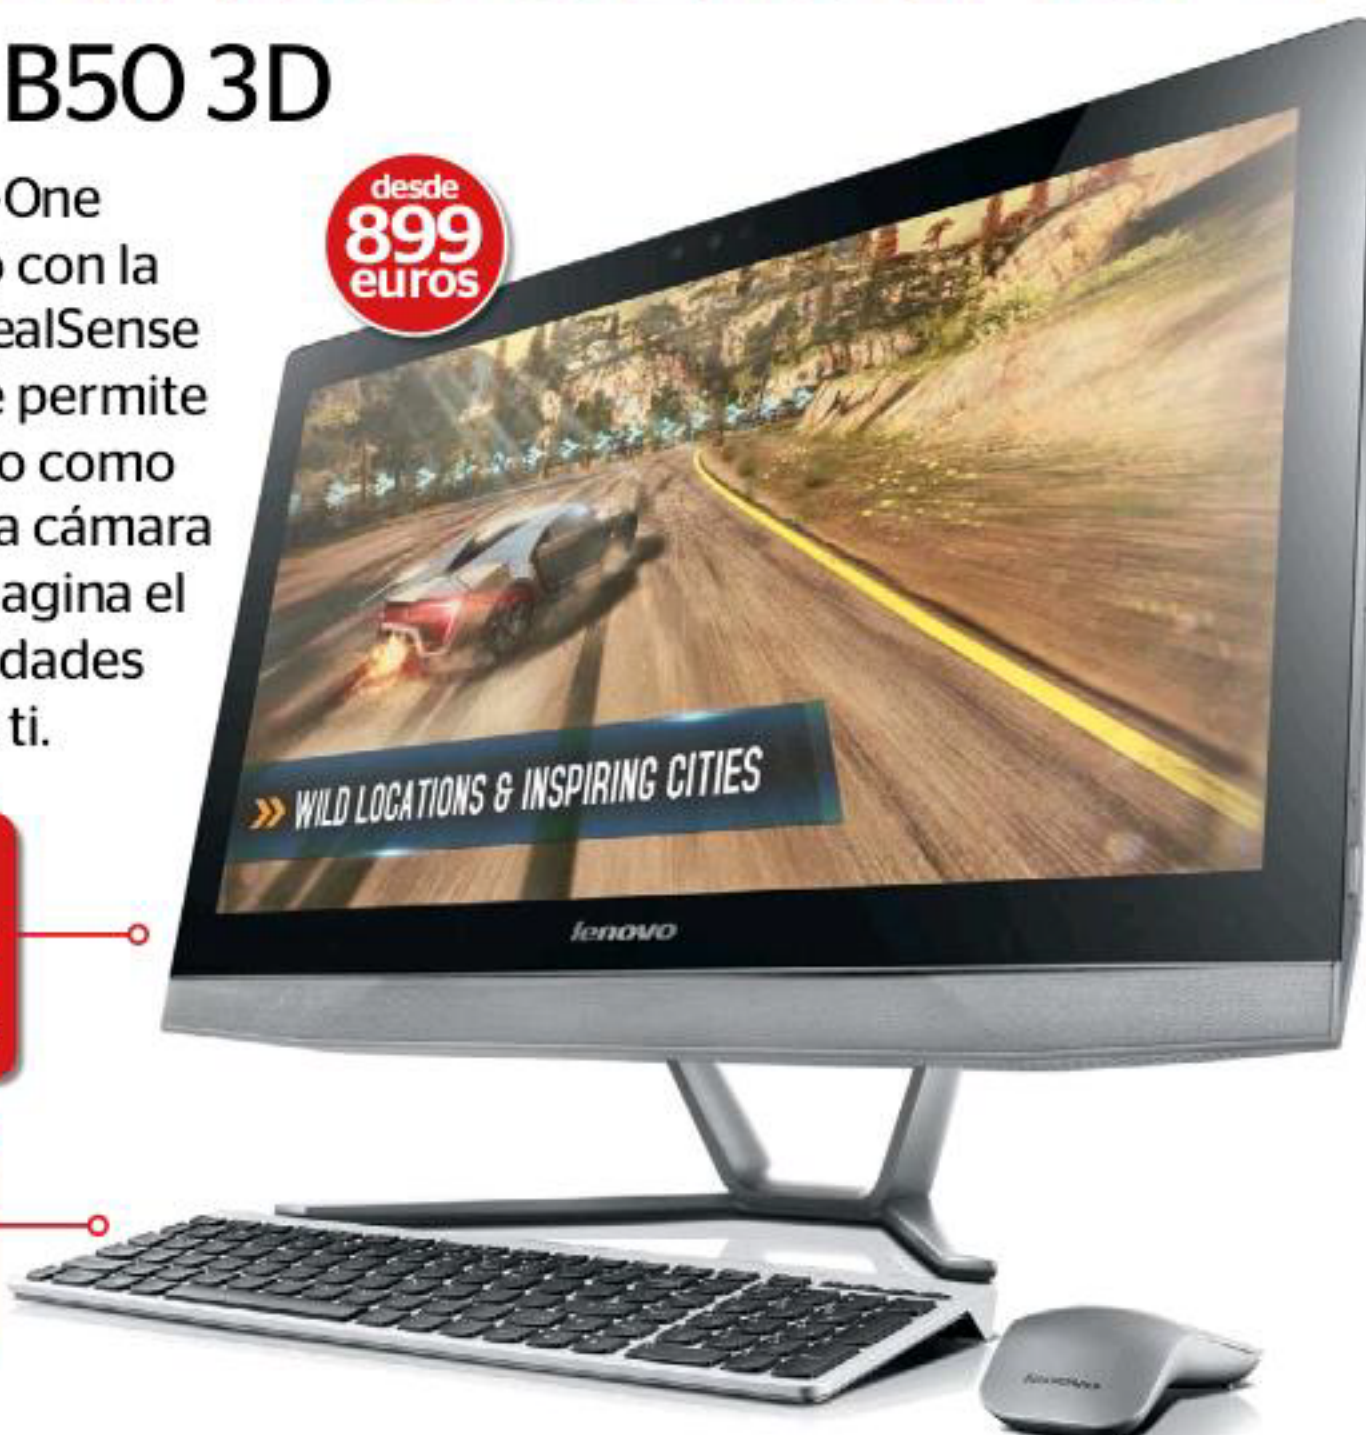 B50 3D
One
con la
ealSense
permite
o como
a cámara
agina el
dades
ti.
desde
899
euros
WILD LOCATIONS & INSPIRING CITIES
lenovo